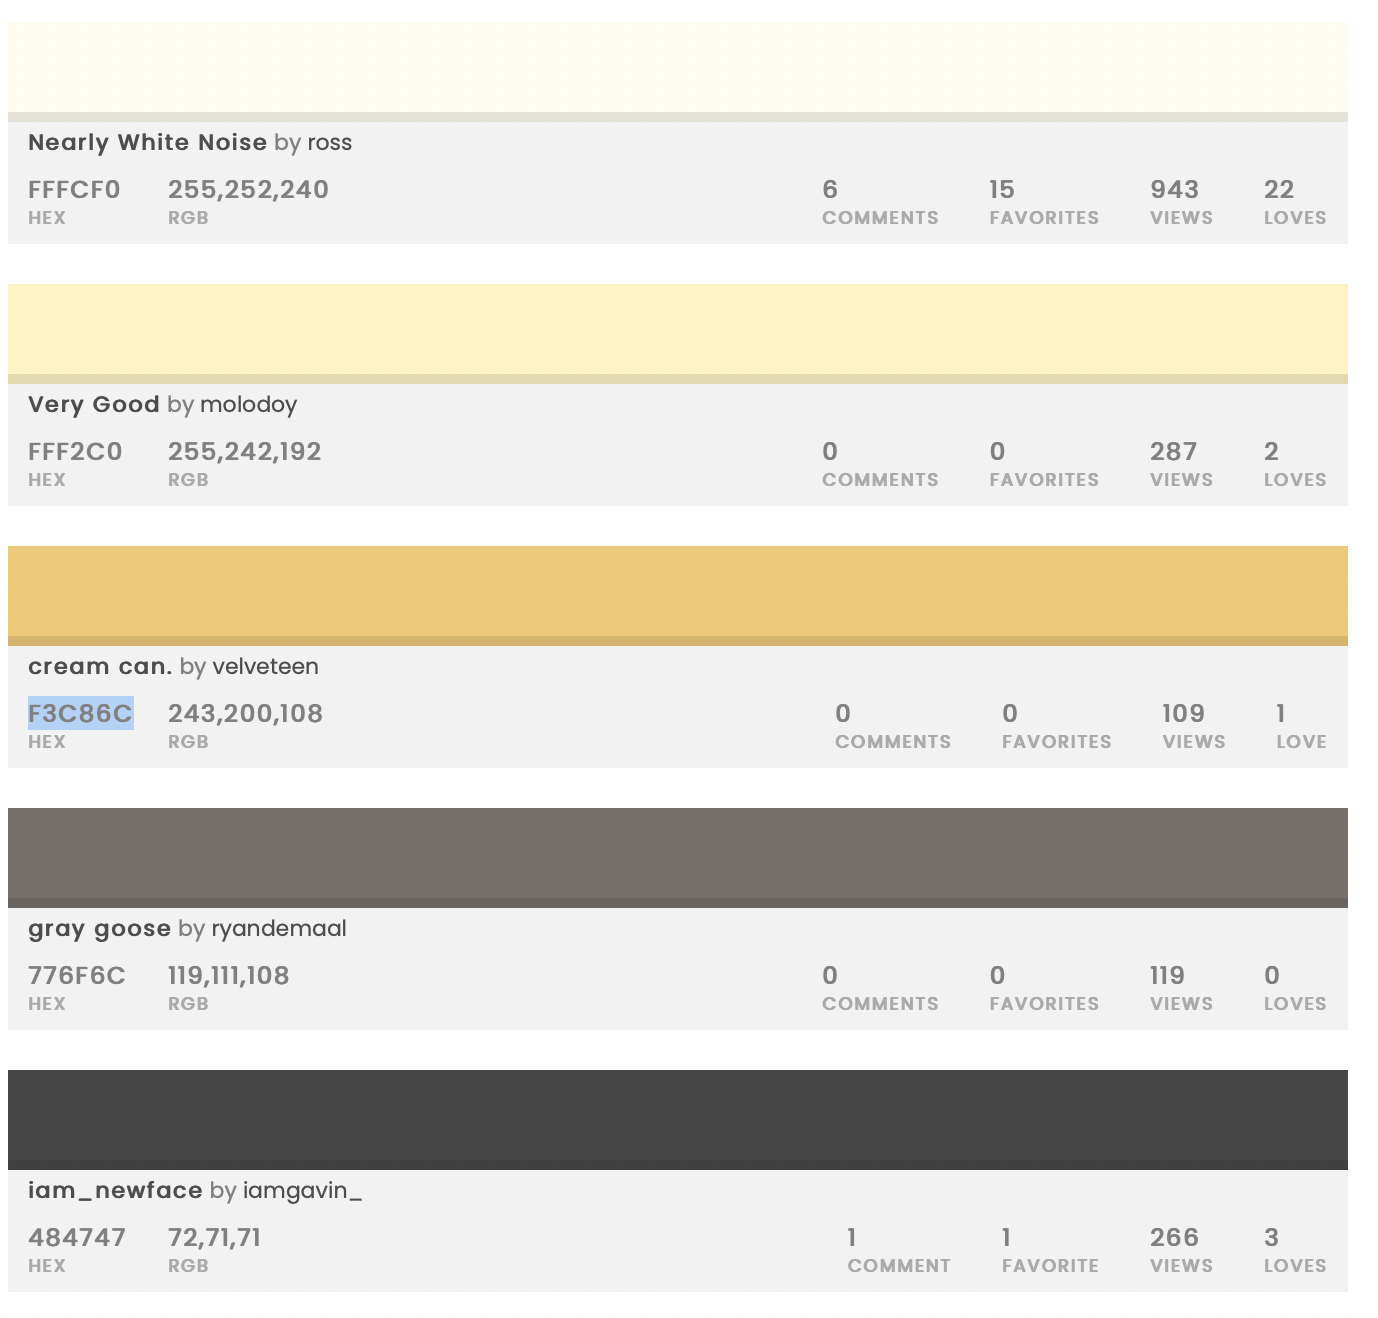 Nearly White Noise by ross
FFFCF0 255,252,240 6 15 943 22
HEX RGB COMMENTS FAVORITES VIEWS LOVES
Very Good by molodoy
FFF2C0 255,242,192 0 0 287 2
HEX RGB COMMENTS FAVORITES VIEWS LOVES
cream can. by velveteen
F3C86C 243,200,108 0 0 109 1
HEX RGB COMMENTS FAVORITES VIEWS LOVE
gray goose by ryandemaal
776F6C 119,111,108 0 0 119 0
HEX RGB COMMENTS FAVORITES VIEWS LOVES
iam_newface by iamgavin_
484747 72,71,71 1 1 266 3
HEX RGB COMMENT FAVORITE VIEWS LOVES